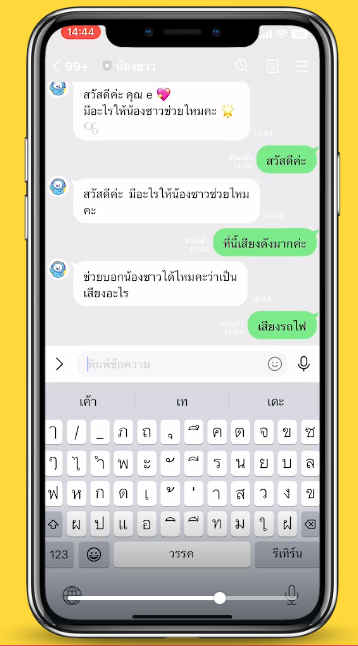 14:44
99+ น้องซาว
สวัสดีค่ะ คุณ e 💖
มีอะไรให้น้องซาวช่วยไหมคะ 🌟
14:44
อ่านแล้ว
14:44
สวัสดีค่ะ
สวัสดีค่ะ มีอะไรให้น้องซาวช่วยไหม
คะ
14:44
อ่านแล้ว
14:44
ที่นี้เสียงดังมากค่ะ
ช่วยบอกน้องซาวได้ไหมคะว่าเป็น
เสียงอะไร
14:44
อ่านแล้ว
14:44
เสียงรถไฟ
พิมพ์ข้อความ
เค้า เท เตะ
ๅ / _ ภ ถ ุ ึ ค ต จ ข ช
ๆ ไ ำ พ ะ ั ี ร น ย บ ล
ฟ ห ก ด เ ้ ่ า ส ว ง ข
ผ ป แ อ ิ ื ท ม ใ ฝ
123 วรรค รีเทิร์น